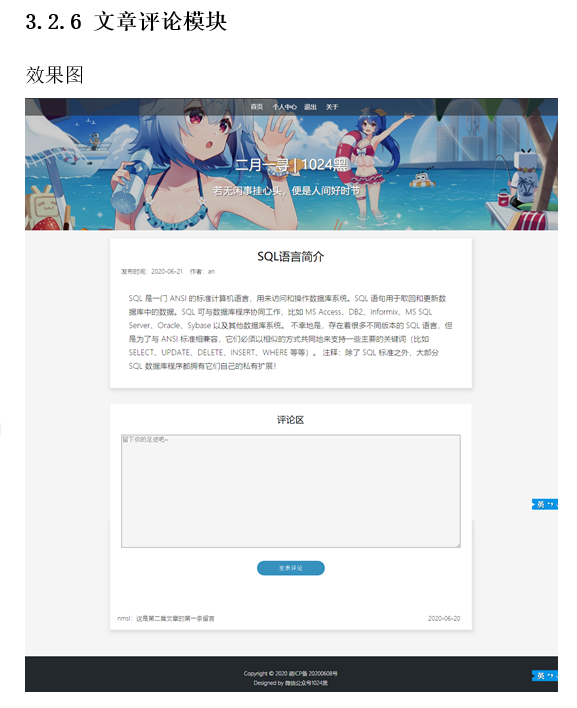 3.2.6 文章评论模块
效果图
首页 个人中心 退出 关于
二月一寻 | 1024黑
若无闲事挂心头，便是人间好时节
SQL语言简介
发布时间：2020-06-21 作者：an
SQL 是一门 ANSI 的标准计算机语言，用来访问和操作数据库系统。SQL 语句用于取回和更新数
据库中的数据。SQL 可与数据库程序协同工作，比如 MS Access、DB2、Informix、MS SQL
Server、Oracle、Sybase 以及其他数据库系统。 不幸地是，存在着很多不同版本的 SQL 语言，但
是为了与 ANSI 标准相兼容，它们必须以相似的方式共同地来支持一些主要的关键词（比如
SELECT、UPDATE、DELETE、INSERT、WHERE 等等）。 注释：除了 SQL 标准之外，大部分
SQL 数据库程序都拥有它们自己的私有扩展！
评论区
留下你的足迹吧~
英
发表评论
nmsl：这是第二篇文章的第一条留言 2020-06-20
Copyright © 2020 萌ICP备 20200608号
英
Designed by 微信公众号1024黑